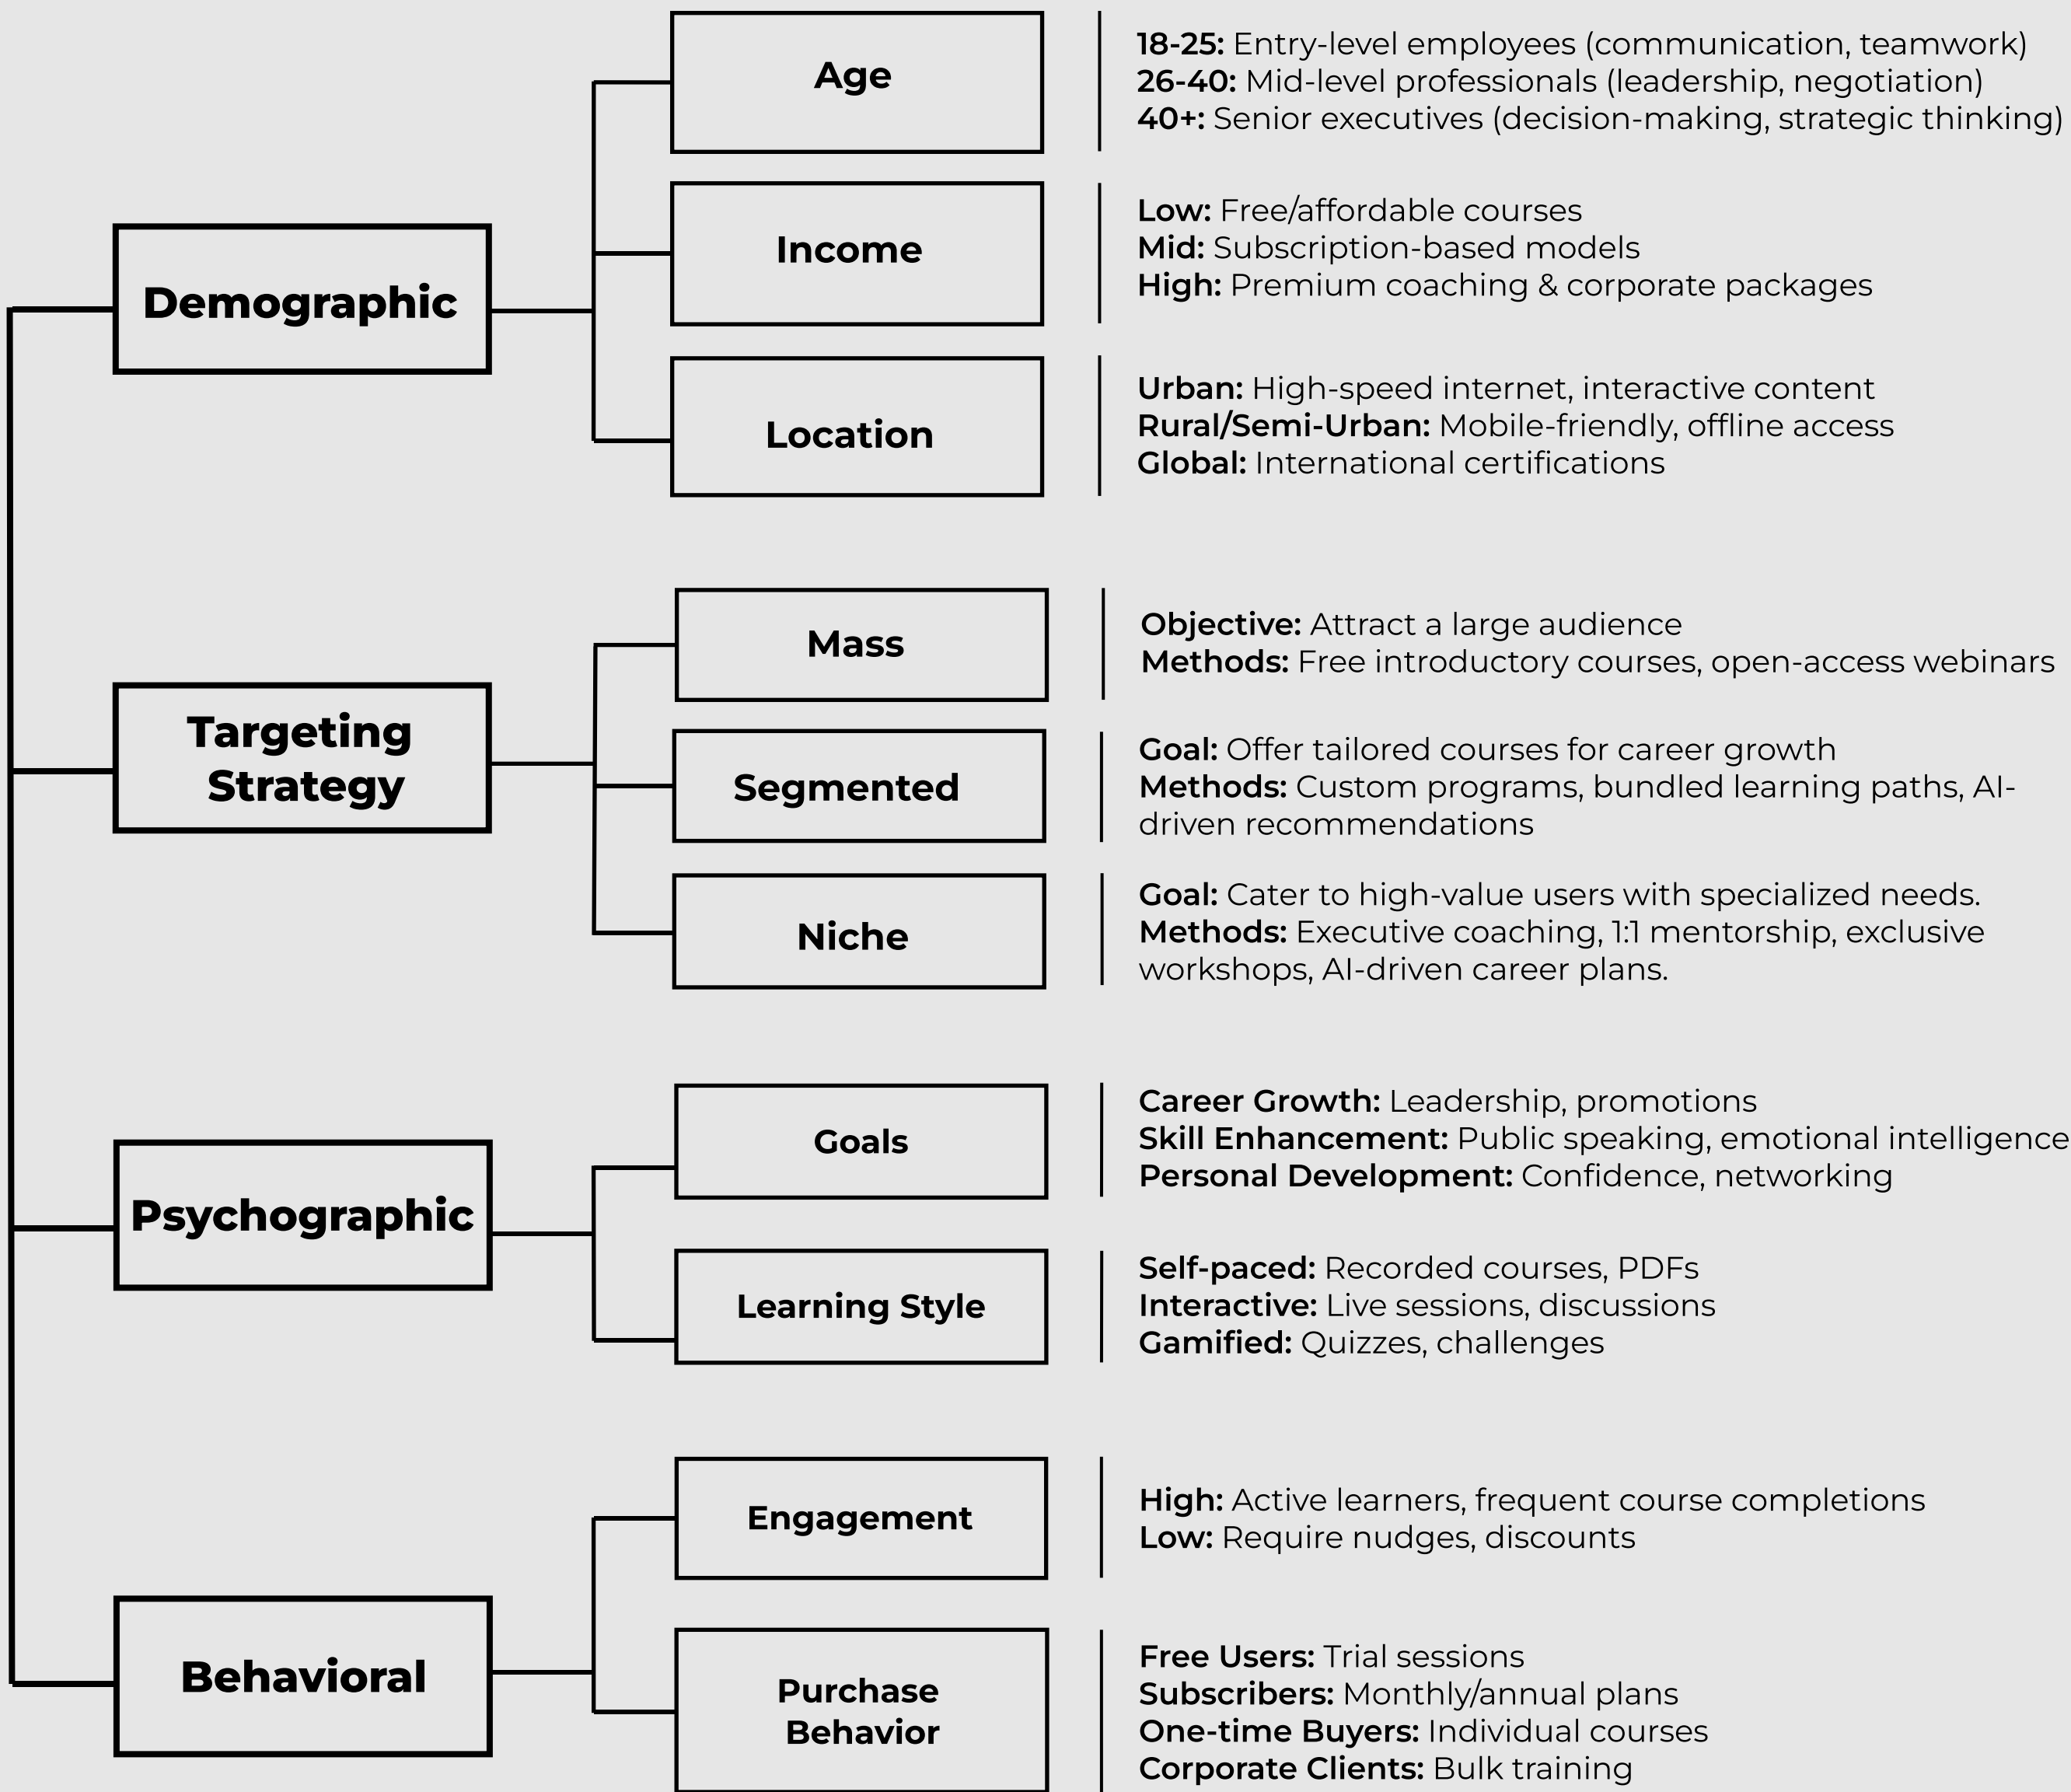 Demographic
Age
18-25: Entry-level employees (communication, teamwork)
26-40: Mid-level professionals (leadership, negotiation)
40+: Senior executives (decision-making, strategic thinking)
Income
Low: Free/affordable courses
Mid: Subscription-based models
High: Premium coaching & corporate packages
Location
Urban: High-speed internet, interactive content
Rural/Semi-Urban: Mobile-friendly, offline access
Global: International certifications
Targeting
Strategy
Mass
Objective: Attract a large audience
Methods: Free introductory courses, open-access webinars
Segmented
Goal: Offer tailored courses for career growth
Methods: Custom programs, bundled learning paths, AI-
driven recommendations
Niche
Goal: Cater to high-value users with specialized needs.
Methods: Executive coaching, 1:1 mentorship, exclusive
workshops, AI-driven career plans.
Psychographic
Goals
Career Growth: Leadership, promotions
Skill Enhancement: Public speaking, emotional intelligence
Personal Development: Confidence, networking
Learning Style
Self-paced: Recorded courses, PDFs
Interactive: Live sessions, discussions
Gamified: Quizzes, challenges
Behavioral
Engagement
High: Active learners, frequent course completions
Low: Require nudges, discounts
Purchase
Behavior
Free Users: Trial sessions
Subscribers: Monthly/annual plans
One-time Buyers: Individual courses
Corporate Clients: Bulk training